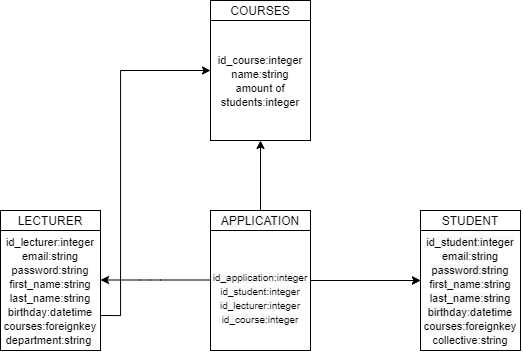 COURSES
id_course:integer
name:string
amount of
students:integer
LECTURER
id_lecturer:integer
email:string
password:string
first_name:string
last_name:string
birthday:datetime
courses:foreignkey
department:string
APPLICATION
id_application:integer
id_student:integer
id_lecturer:integer
id_course:integer
STUDENT
id_student:integer
email:string
password:string
first_name:string
last_name:string
birthday:datetime
courses:foreignkey
collective:string